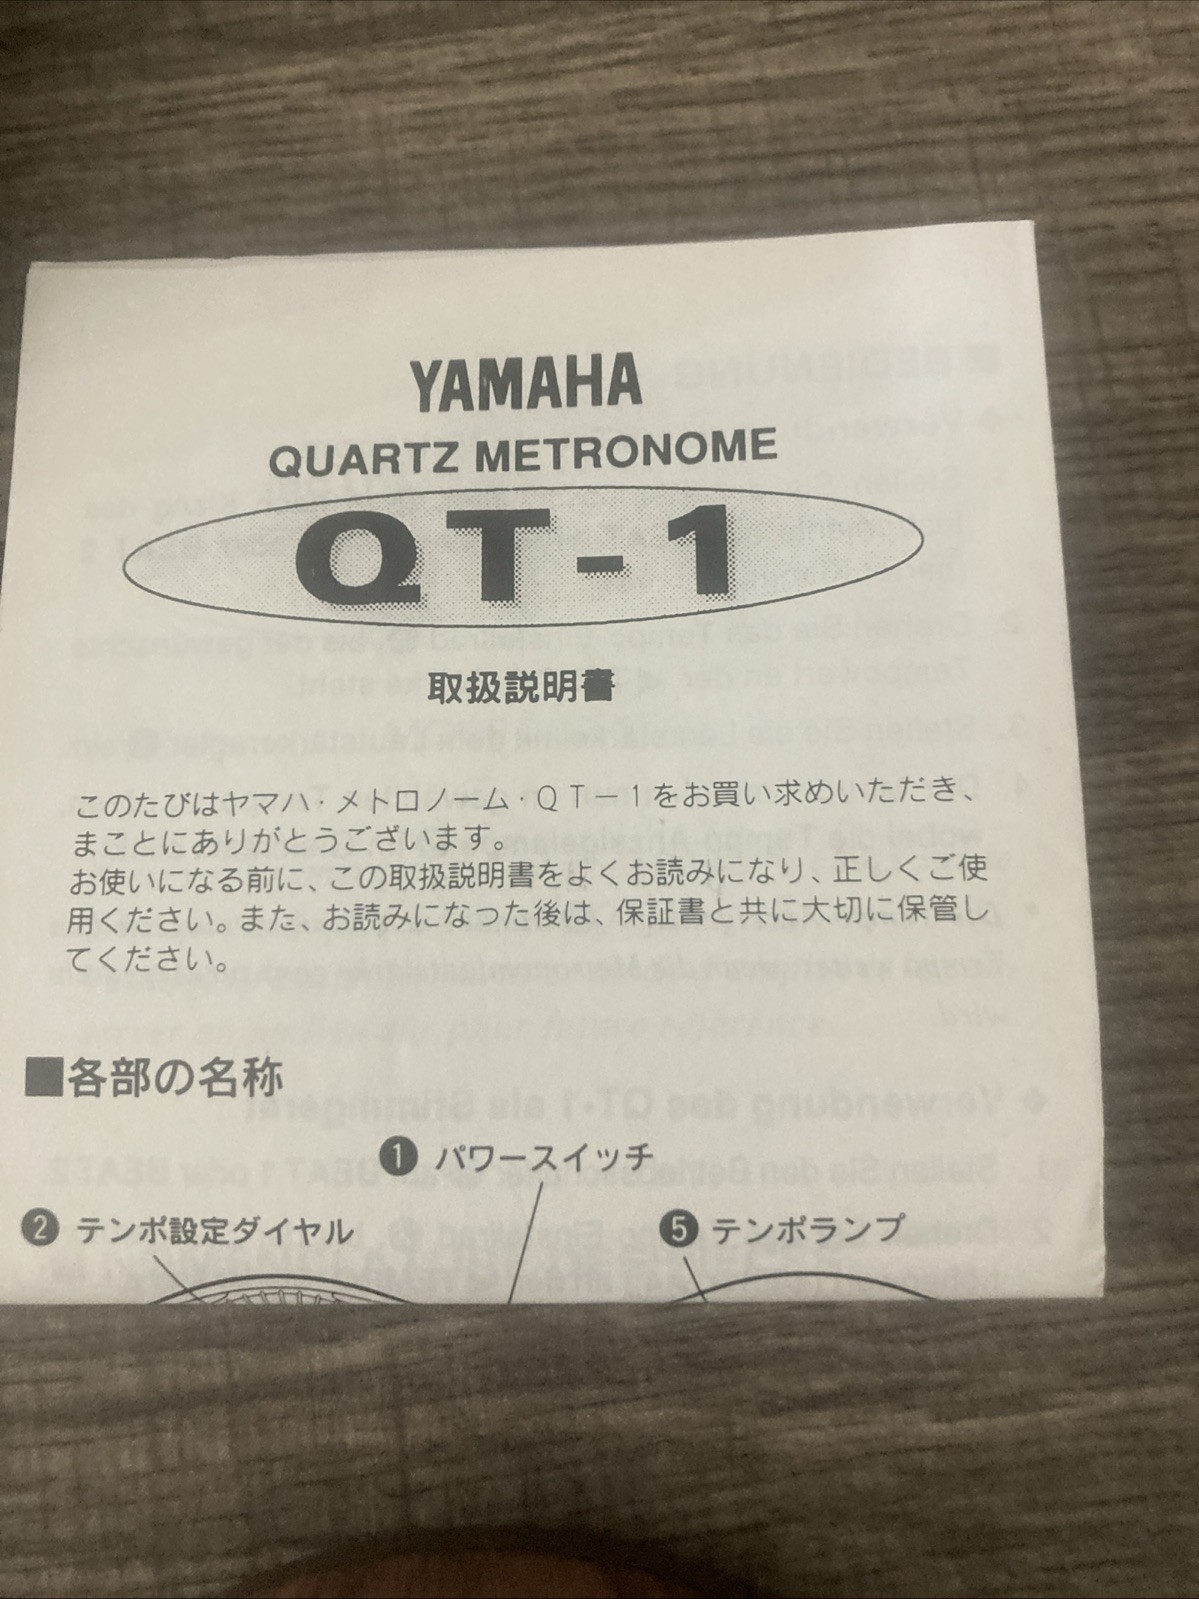 YAMAHA
QUARTZ METRONOME
QT-1
取扱説明書
このたびはヤマハ・メトロノーム・QT－1をお買い求めいただき、
まことにありがとうございます。
お使いになる前に、この取扱説明書をよくお読みになり、正しくご使
用ください。また、お読みになった後は、保証書と共に大切に保管し
てください。
■各部の名称
❶ パワースイッチ
❷ テンポ設定ダイヤル
❺ テンポランプ